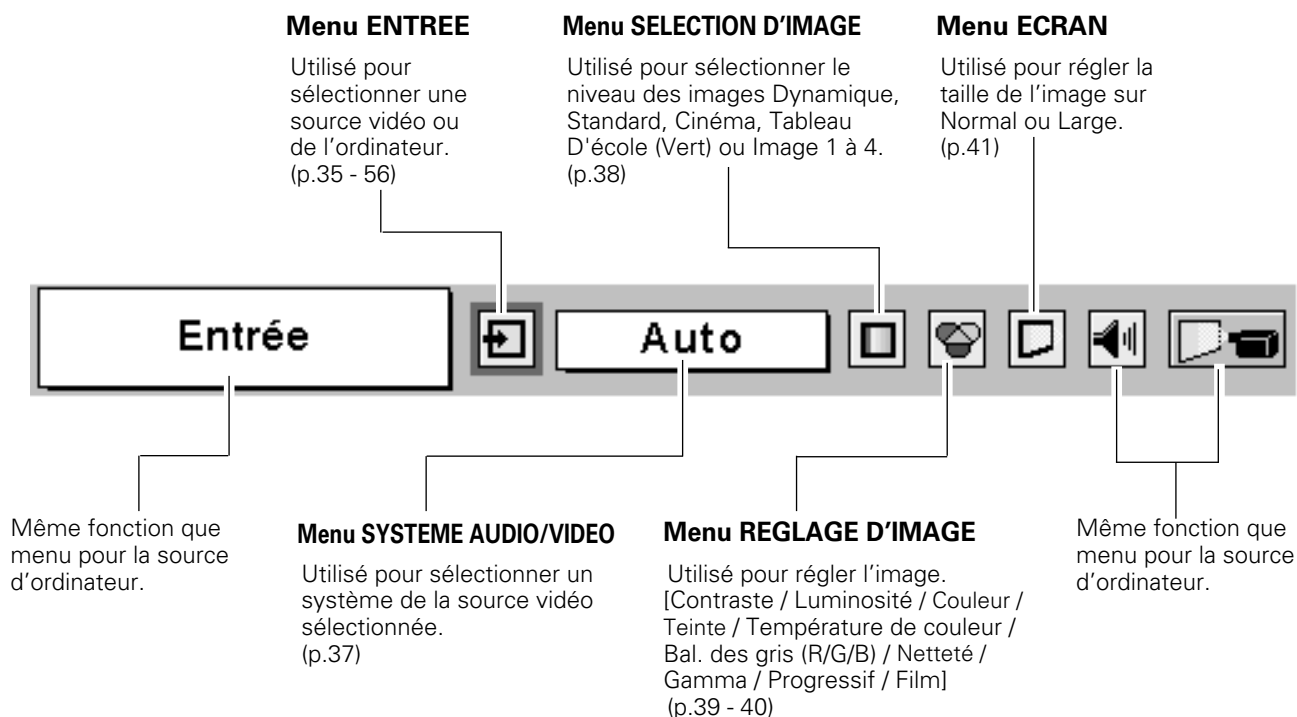 Menu ENTREE
Utilisé pour
sélectionner une
source vidéo ou
de l'ordinateur.
(p.35 - 56)
Menu SELECTION D'IMAGE
Utilisé pour sélectionner le
niveau des images Dynamique,
Standard, Cinéma, Tableau
D'école (Vert) ou Image 1 à 4.
(p.38)
Menu ECRAN
Utilisé pour régler la
taille de l'image sur
Normal ou Large.
(p.41)
Entrée
Auto
Même fonction que
menu pour la source
d'ordinateur.
Menu SYSTEME AUDIO/VIDEO
Utilisé pour sélectionner un
système de la source vidéo
sélectionnée.
(p.37)
Menu REGLAGE D'IMAGE
Utilisé pour régler l'image.
[Contraste / Luminosité / Couleur /
Teinte / Température de couleur /
Bal. des gris (R/G/B) / Netteté /
Gamma / Progressif / Film]
(p.39 - 40)
Même fonction que
menu pour la source
d'ordinateur.